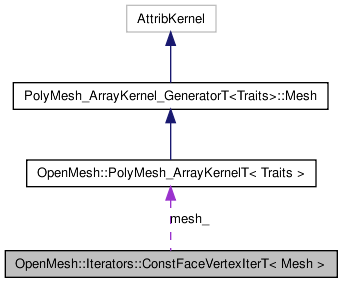 AttribKernel
PolyMesh_ArrayKernel_GeneratorT<Traits>::Mesh
OpenMesh::PolyMesh_ArrayKernelT< Traits >
mesh_
OpenMesh::Iterators::ConstFaceVertexIterT< Mesh >